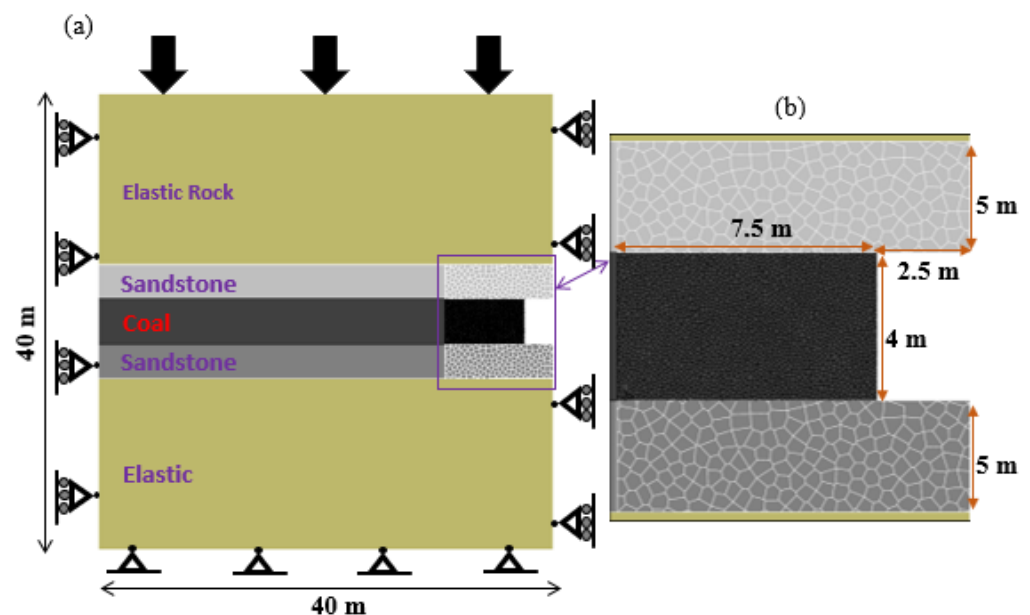 (a)
(b)
Elastic Rock
5 m
7.5 m
2.5 m
Sandstone
Coal
4 m
Sandstone
40 m
Elastic
5 m
40 m